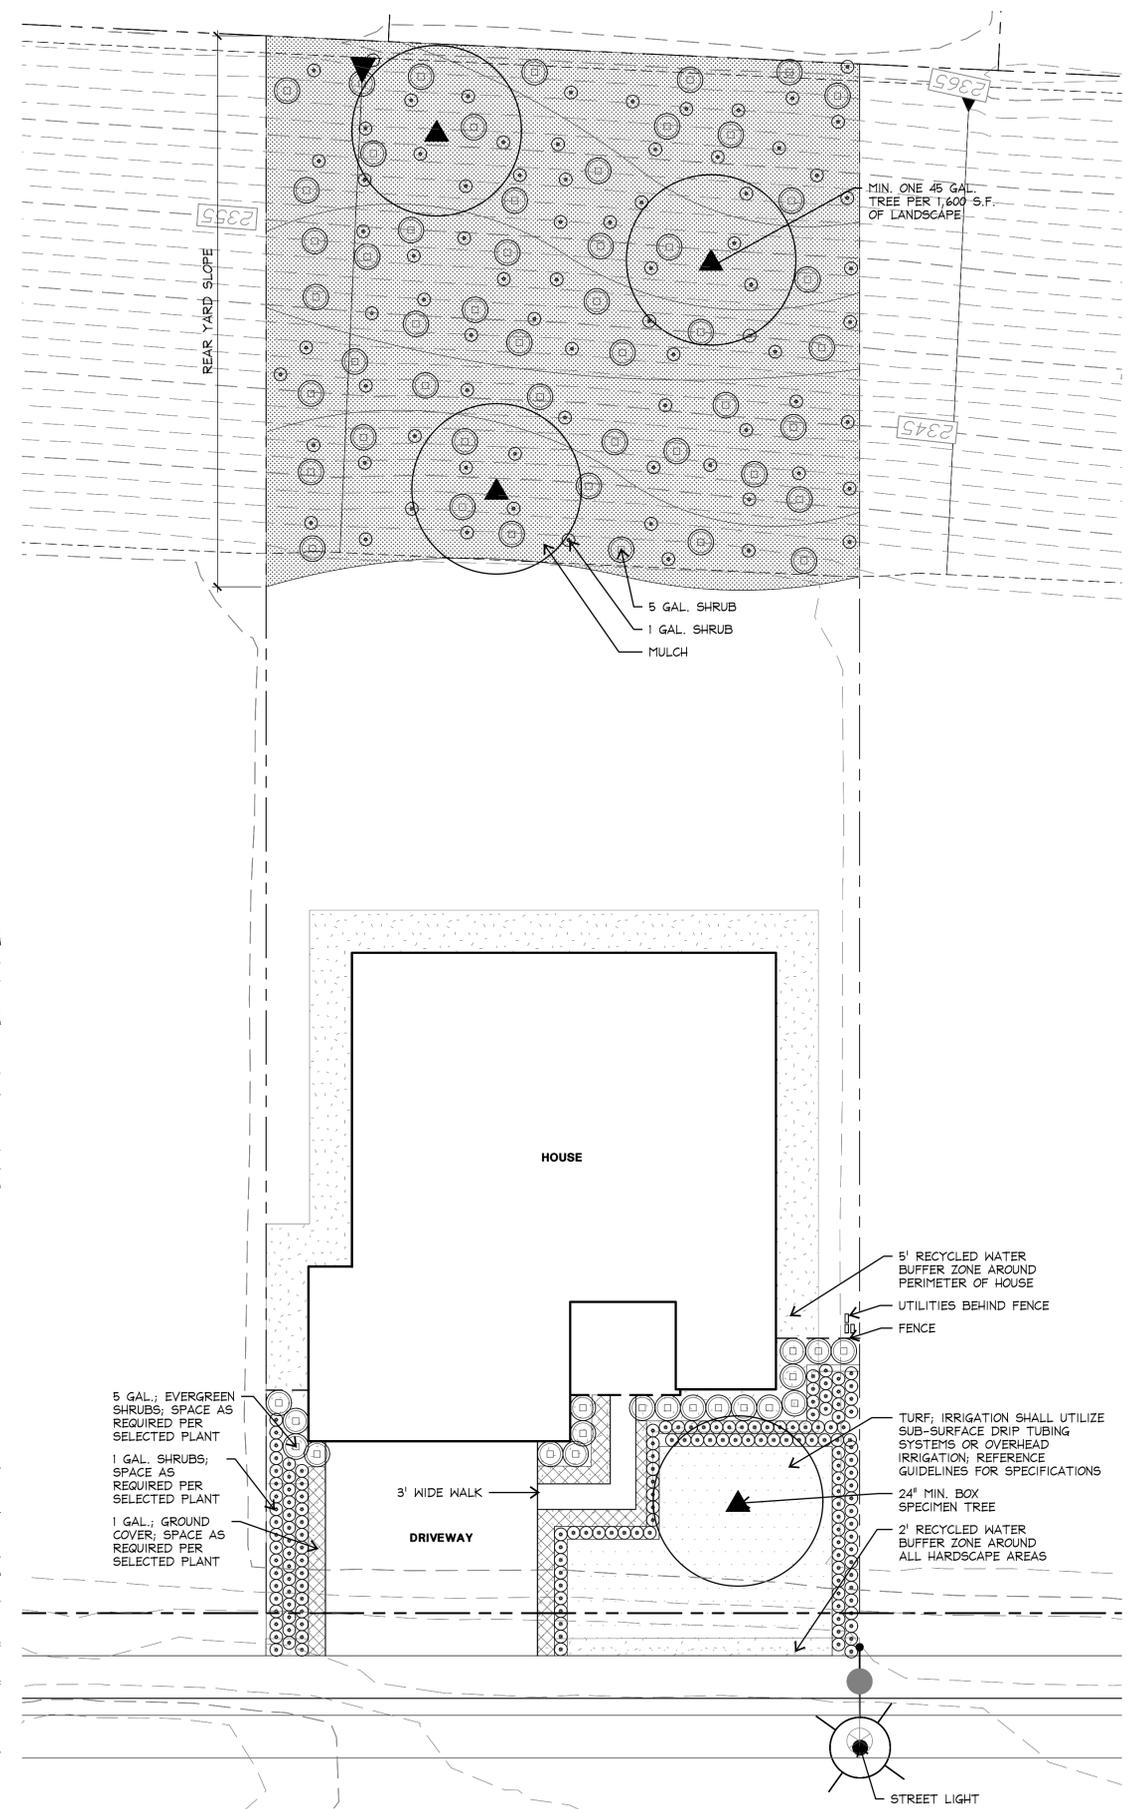 2365
MIN. ONE 45 GAL.
TREE PER 1,600 S.F.
OF LANDSCAPE
2355
REAR YARD SLOPE
2345
5 GAL. SHRUB
1 GAL. SHRUB
MULCH
HOUSE
5' RECYCLED WATER
BUFFER ZONE AROUND
PERIMETER OF HOUSE
UTILITIES BEHIND FENCE
FENCE
5 GAL.; EVERGREEN
SHRUBS; SPACE AS
REQUIRED PER
SELECTED PLANT
1 GAL. SHRUBS;
SPACE AS
REQUIRED PER
SELECTED PLANT
1 GAL.; GROUND
COVER; SPACE AS
REQUIRED PER
SELECTED PLANT
3' WIDE WALK
DRIVEWAY
TURF; IRRIGATION SHALL UTILIZE
SUB-SURFACE DRIP TUBING
SYSTEMS OR OVERHEAD
IRRIGATION; REFERENCE
GUIDELINES FOR SPECIFICATIONS
24" MIN. BOX
SPECIMEN TREE
2' RECYCLED WATER
BUFFER ZONE AROUND
ALL HARDSCAPE AREAS
STREET LIGHT